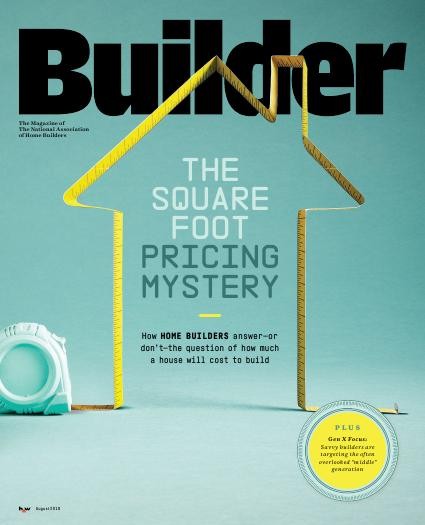 Builder
The Magazine of
The National Association
of Home Builders
THE
SQUARE
FOOT
PRICING
MYSTERY
How HOME BUILDERS answer—or
don't—the question of how much
a house will cost to build
PLUS
Gen X Focus:
Savvy builders are
targeting the often
overlooked "middle"
generation
August 2018